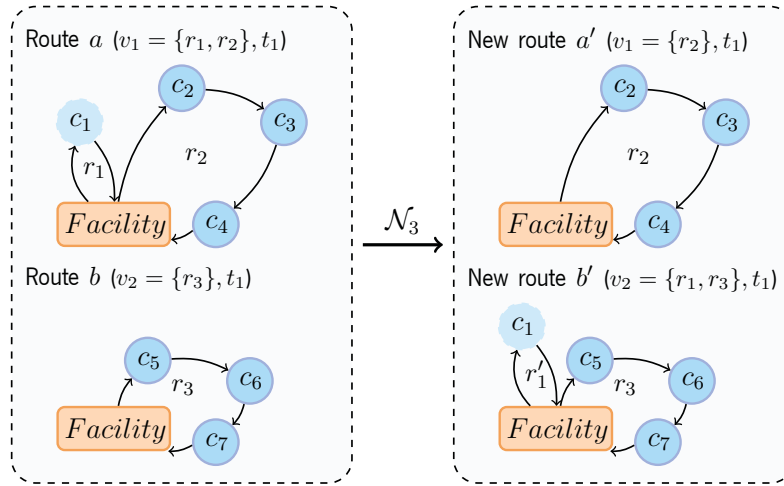 Route a (v₁ = {r₁, r₂}, t₁)
c₁
c₂
c₃
r₁
r₂
Facility
c₄
Route b (v₂ = {r₃}, t₁)
c₅
c₆
r₃
Facility
c₇
𝒩₃
New route a′ (v₁ = {r₂}, t₁)
c₂
c₃
r₂
Facility
c₄
New route b′ (v₂ = {r₁, r₃}, t₁)
c₁
c₅
c₆
r₁′
r₃
Facility
c₇